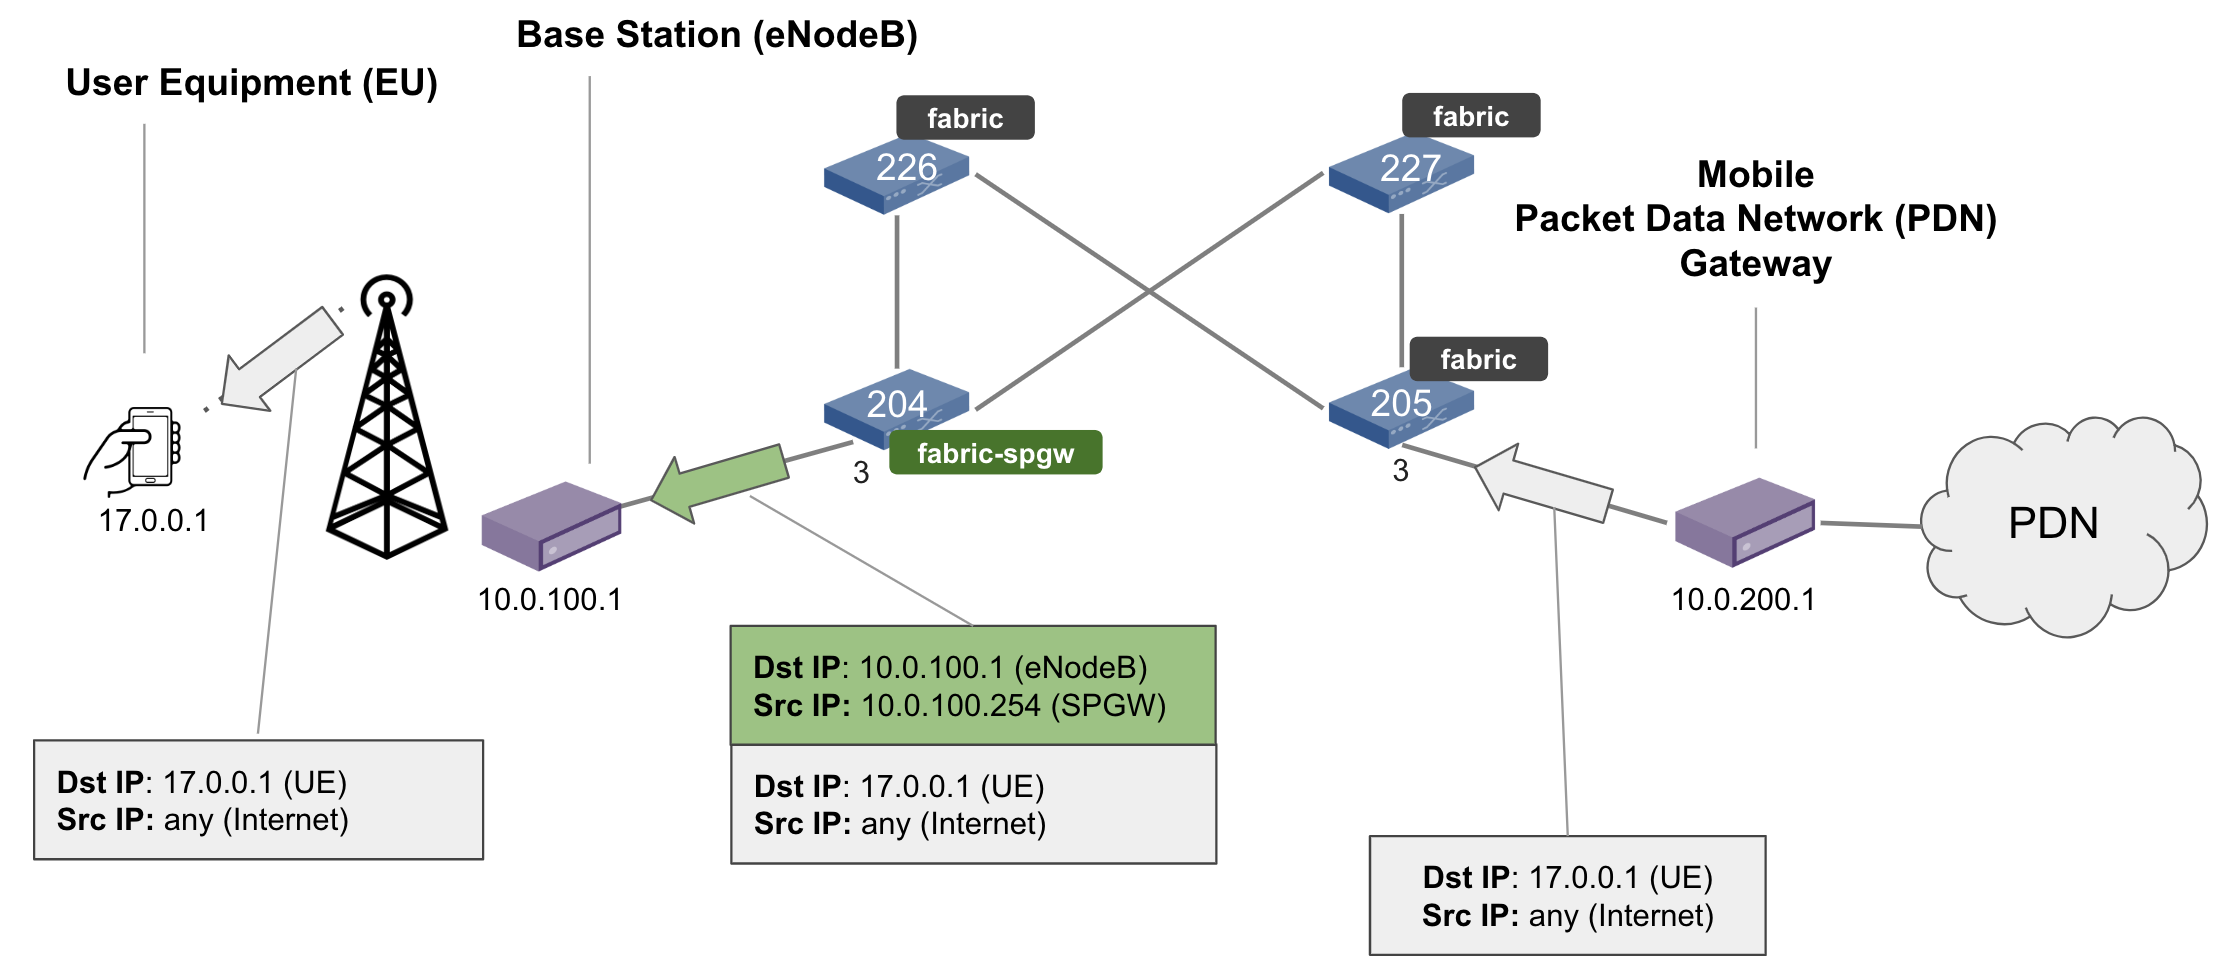 Base Station (eNodeB)
User Equipment (EU)
fabric
fabric
226
227
Mobile
Packet Data Network (PDN)
Gateway
fabric
204
205
fabric-spgw
3
3
17.0.0.1
PDN
10.0.100.1
10.0.200.1
Dst IP: 10.0.100.1 (eNodeB)
Src IP: 10.0.100.254 (SPGW)
Dst IP: 17.0.0.1 (UE)
Src IP: any (Internet)
Dst IP: 17.0.0.1 (UE)
Src IP: any (Internet)
Dst IP: 17.0.0.1 (UE)
Src IP: any (Internet)